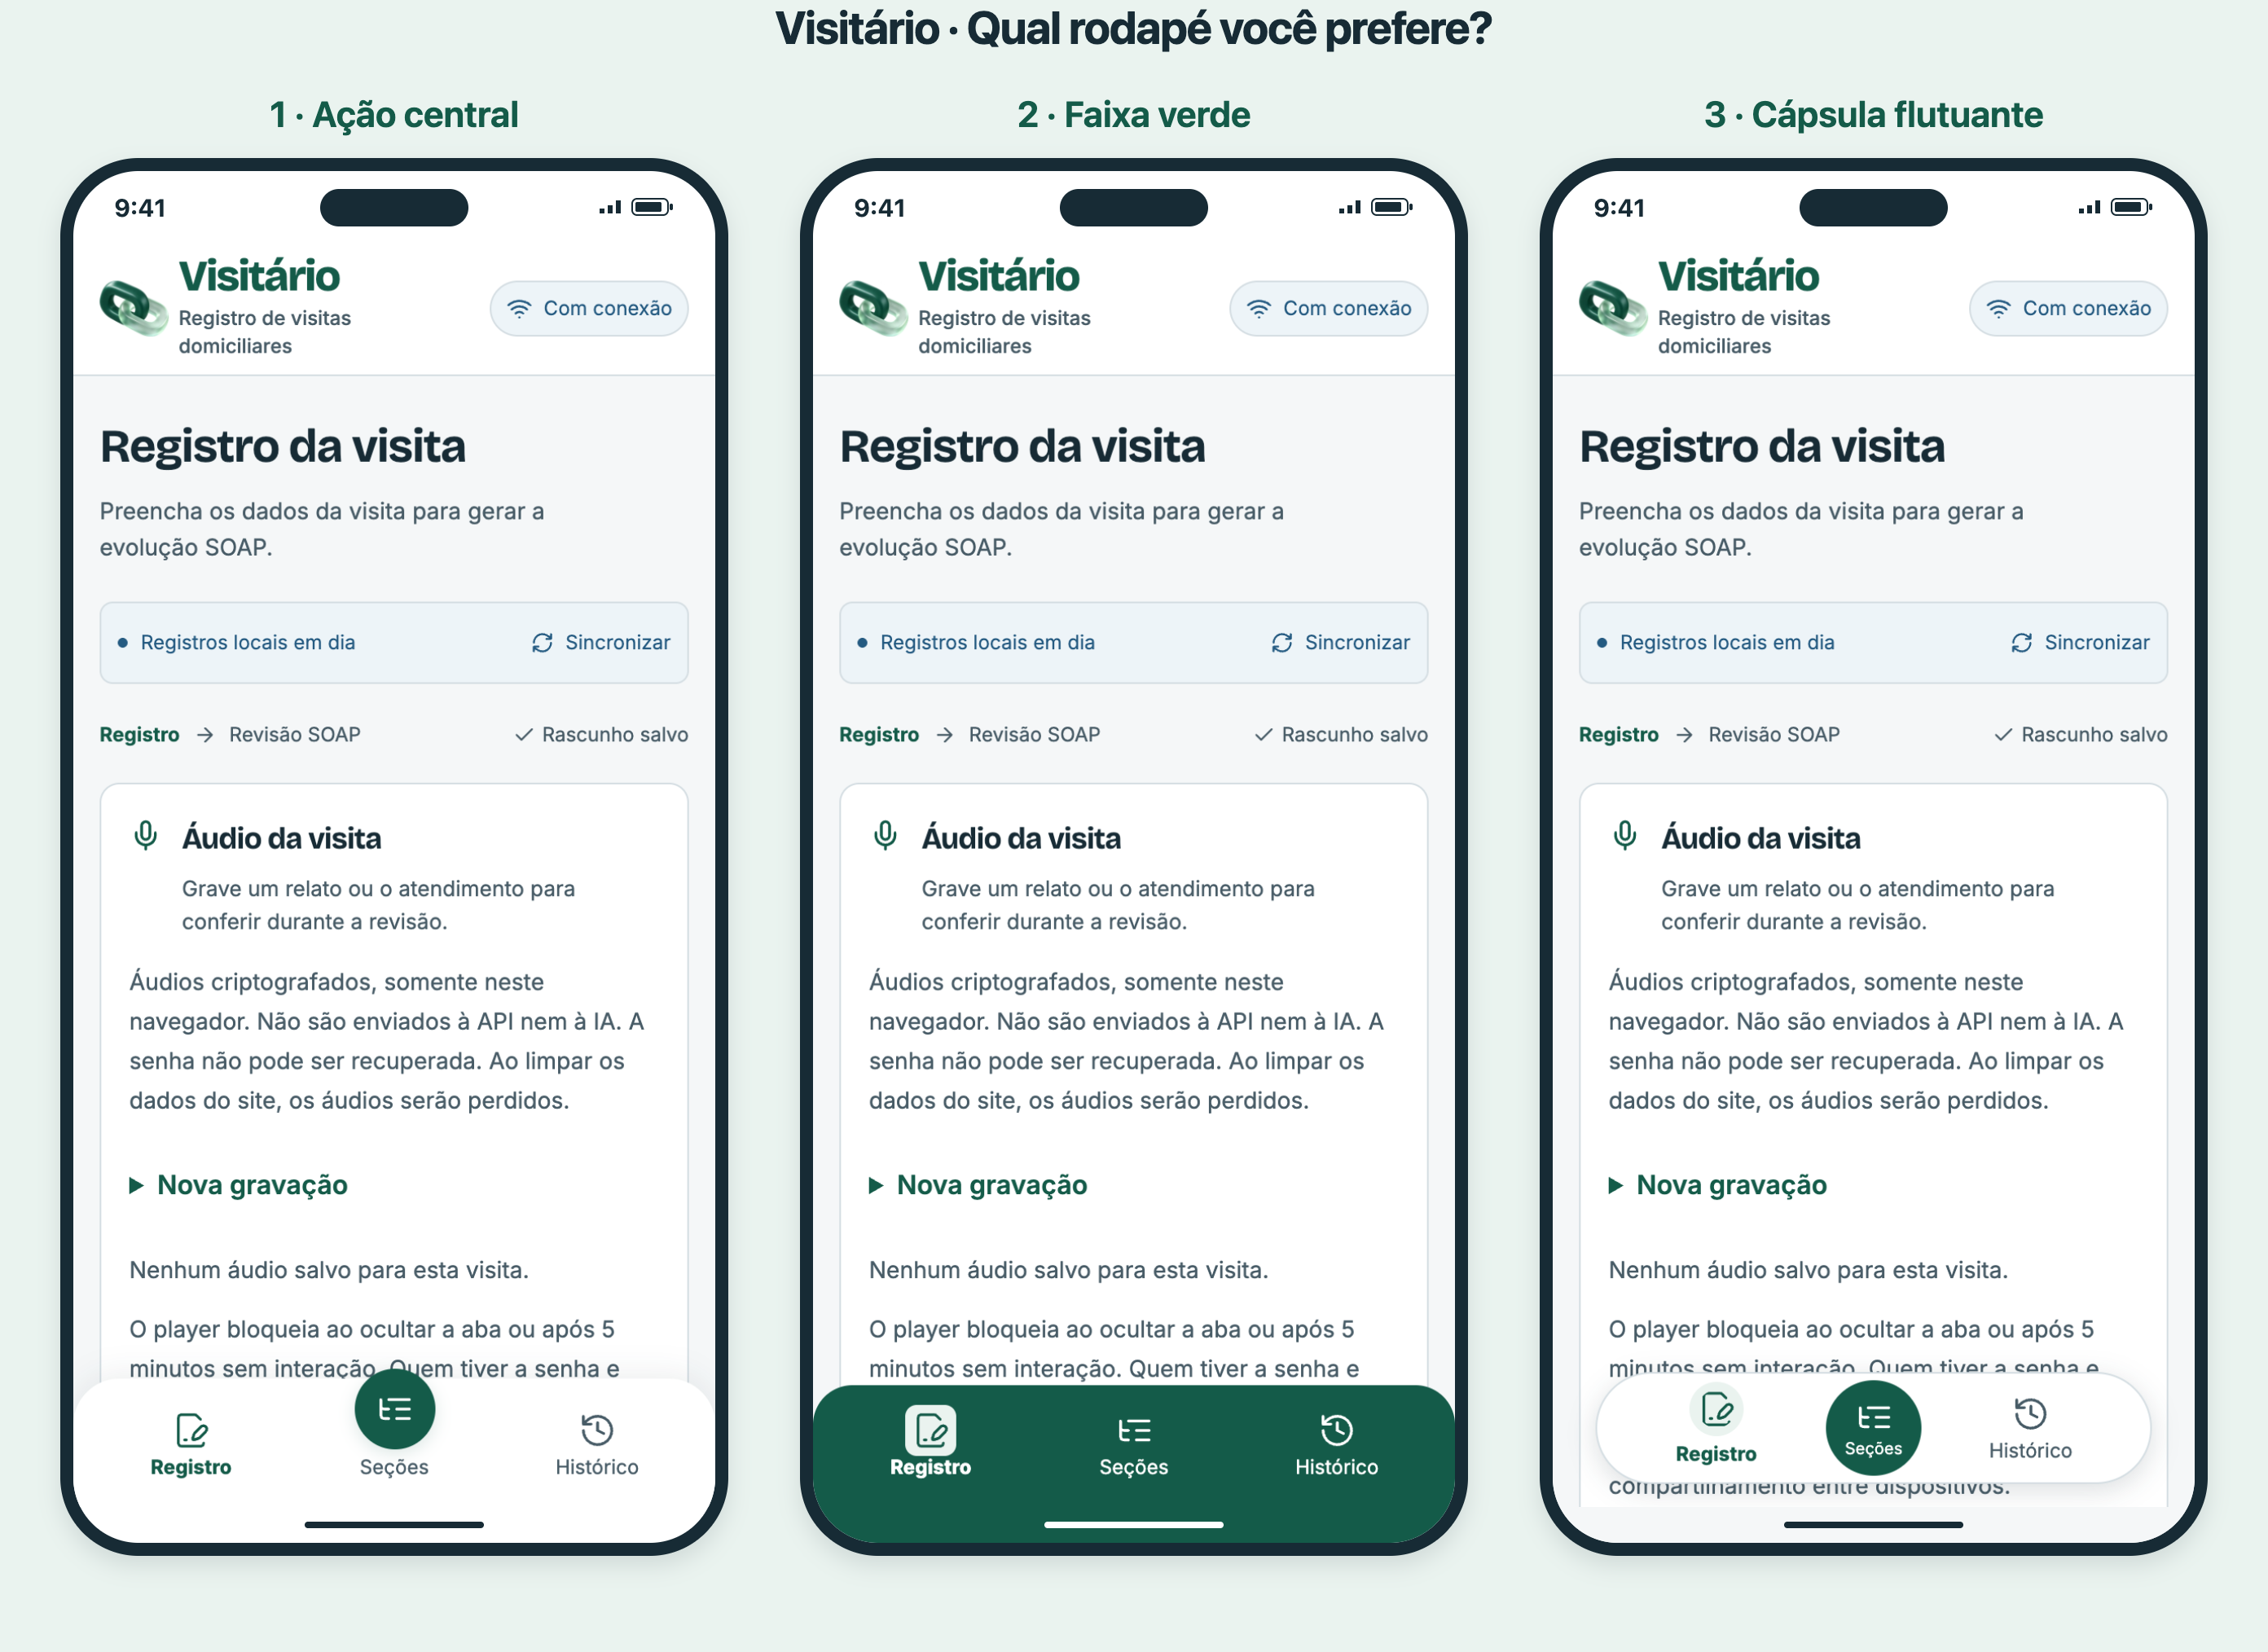 Visitário · Qual rodapé você prefere?
1 · Ação central
9:41
Visitário
Registro de visitas
domiciliares
Com conexão
Registro da visita
Preencha os dados da visita para gerar a
evolução SOAP.
Registros locais em dia
Sincronizar
Registro → Revisão SOAP
Rascunho salvo
Áudio da visita
Grave um relato ou o atendimento para
conferir durante a revisão.
Áudios criptografados, somente neste
navegador. Não são enviados à API nem à IA. A
senha não pode ser recuperada. Ao limpar os
dados do site, os áudios serão perdidos.
Nova gravação
Nenhum áudio salvo para esta visita.
O player bloqueia ao ocultar a aba ou após 5
minutos sem interação. Quem tiver a senha e
Registro
Seções
Histórico
2 · Faixa verde
9:41
Visitário
Registro de visitas
domiciliares
Com conexão
Registro da visita
Preencha os dados da visita para gerar a
evolução SOAP.
Registros locais em dia
Sincronizar
Registro → Revisão SOAP
Rascunho salvo
Áudio da visita
Grave um relato ou o atendimento para
conferir durante a revisão.
Áudios criptografados, somente neste
navegador. Não são enviados à API nem à IA. A
senha não pode ser recuperada. Ao limpar os
dados do site, os áudios serão perdidos.
Nova gravação
Nenhum áudio salvo para esta visita.
O player bloqueia ao ocultar a aba ou após 5
minutos sem interação. Quem tiver a senha e
Registro
Seções
Histórico
3 · Cápsula flutuante
9:41
Visitário
Registro de visitas
domiciliares
Com conexão
Registro da visita
Preencha os dados da visita para gerar a
evolução SOAP.
Registros locais em dia
Sincronizar
Registro → Revisão SOAP
Rascunho salvo
Áudio da visita
Grave um relato ou o atendimento para
conferir durante a revisão.
Áudios criptografados, somente neste
navegador. Não são enviados à API nem à IA. A
senha não pode ser recuperada. Ao limpar os
dados do site, os áudios serão perdidos.
Nova gravação
Nenhum áudio salvo para esta visita.
O player bloqueia ao ocultar a aba ou após 5
minutos sem interação. Quem tiver a senha e
Registro
Seções
Histórico
compartilhamento entre dispositivos.